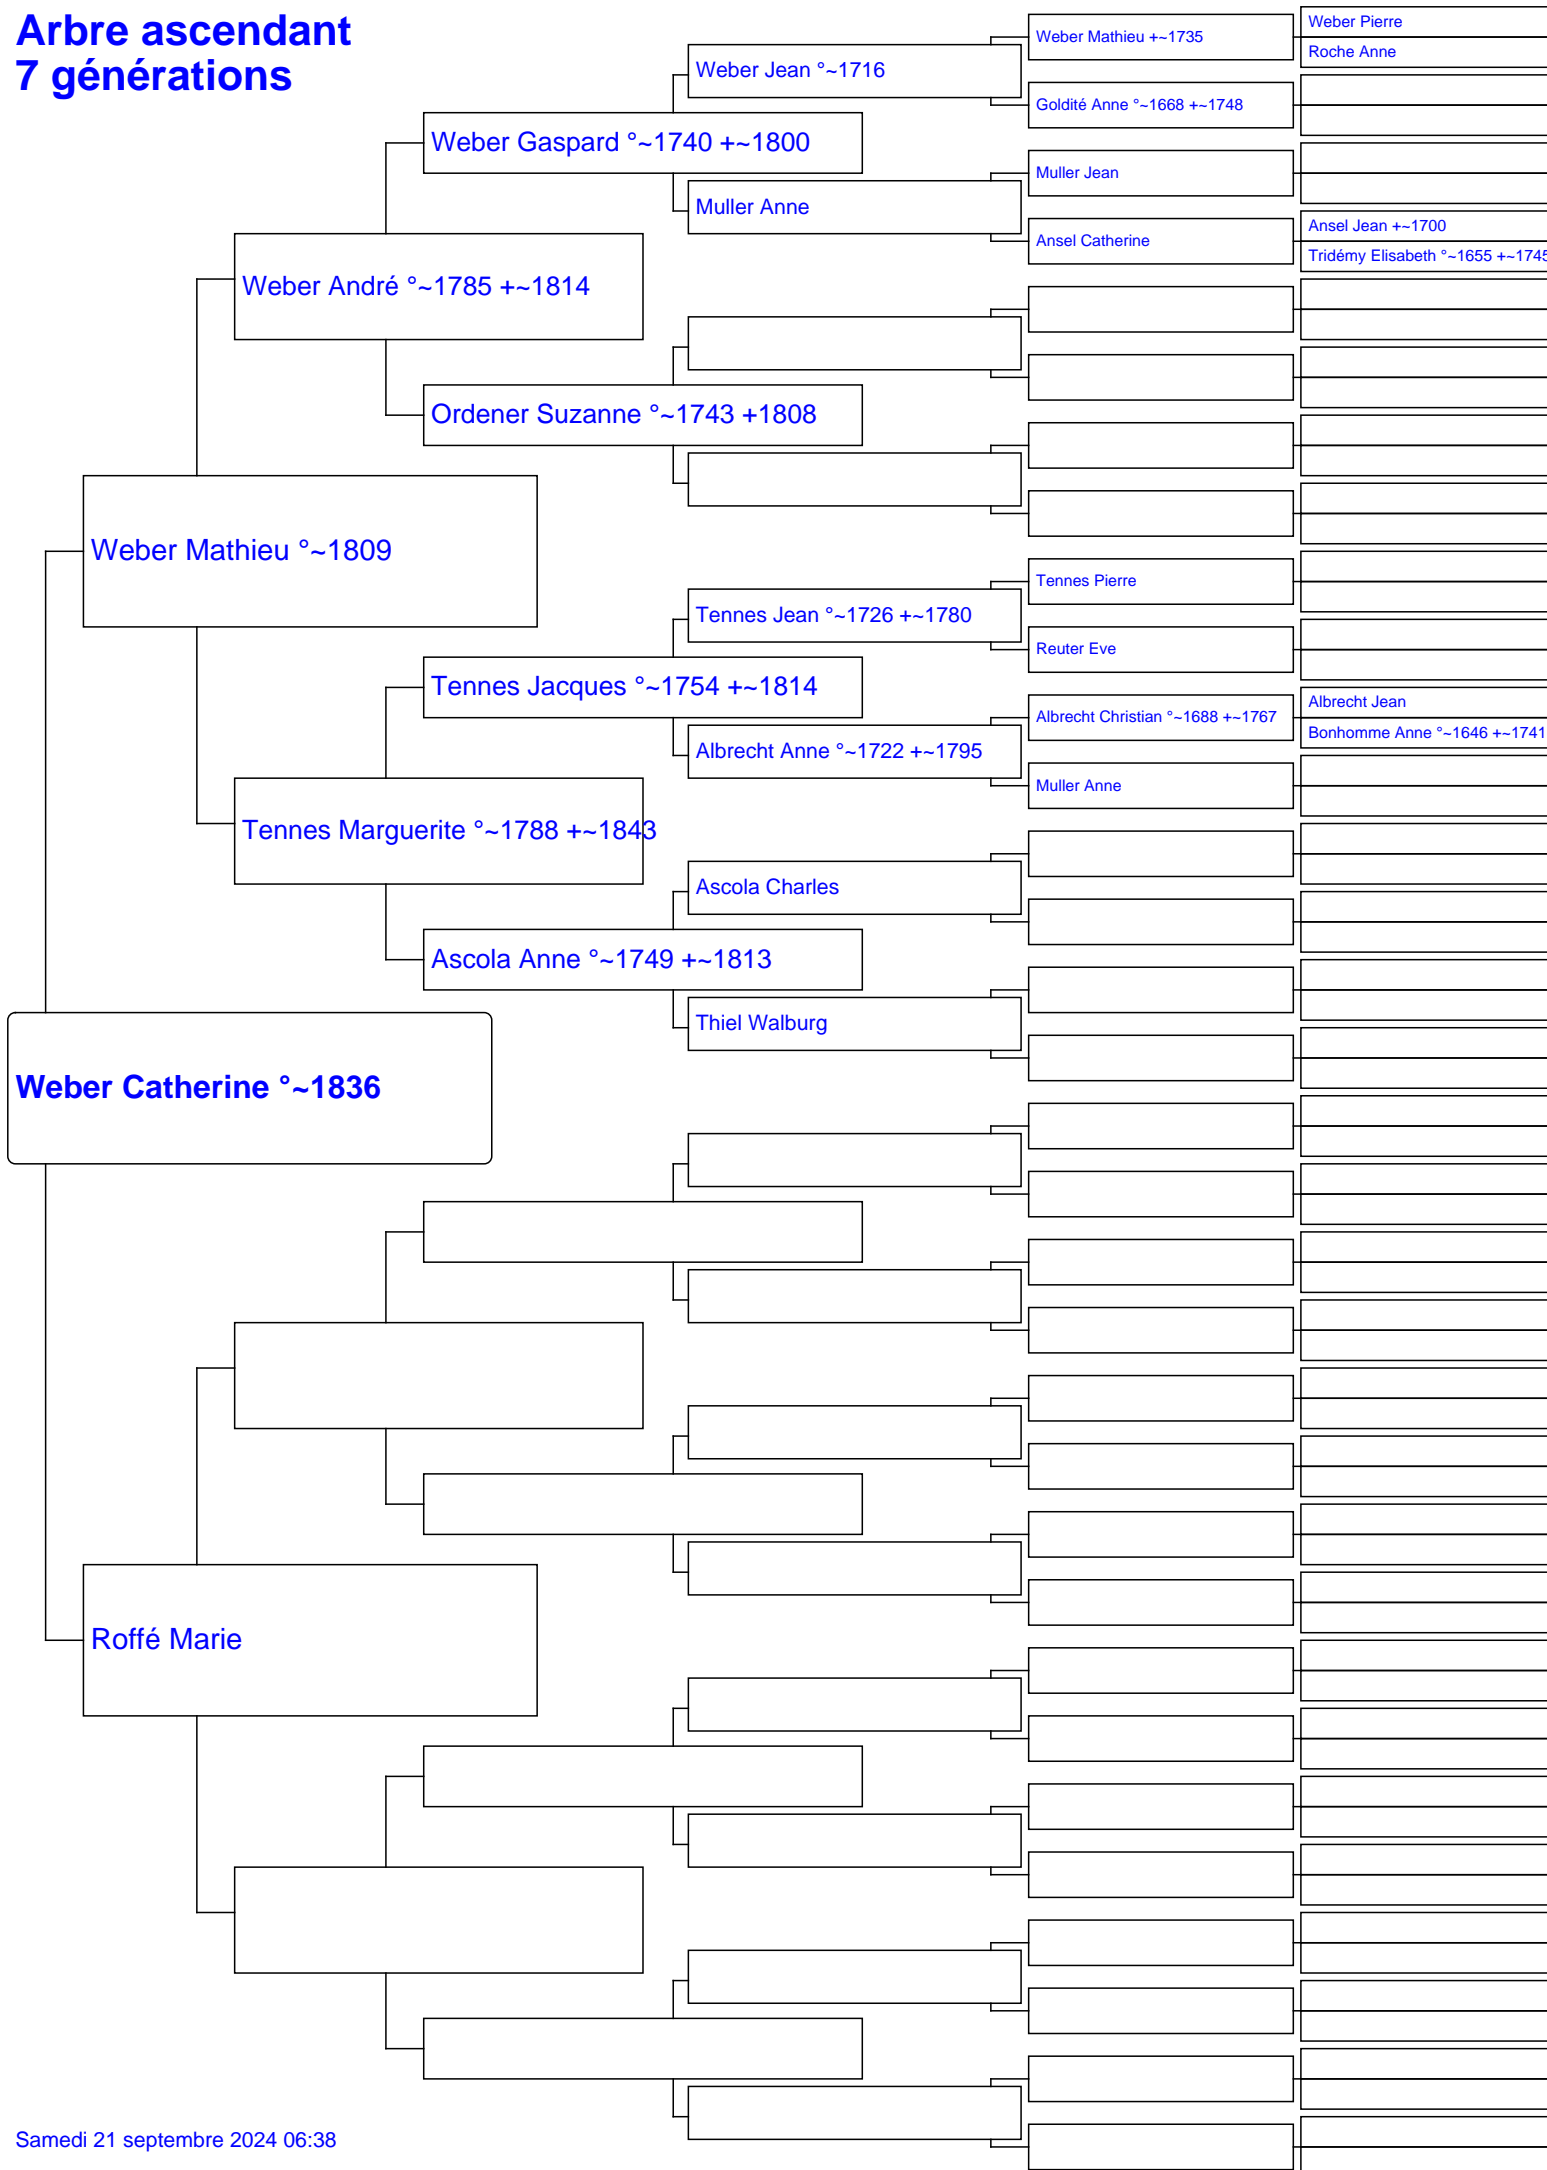 Arbre ascendant
7 générations
Weber Catherine °~1836
Weber Mathieu °~1809
Roffé Marie
Weber André °~1785 +~1814
Tennes Marguerite °~1788 +~1843
Weber Gaspard °~1740 +~1800
Ordener Suzanne °~1743 +1808
Tennes Jacques °~1754 +~1814
Ascola Anne °~1749 +~1813
Weber Jean °~1716
Muller Anne
Tennes Jean °~1726 +~1780
Albrecht Anne °~1722 +~1795
Ascola Charles
Thiel Walburg
Weber Mathieu +~1735
Goldité Anne °~1668 +~1748
Muller Jean
Ansel Catherine
Tennes Pierre
Reuter Eve
Albrecht Christian °~1688 +~1767
Muller Anne
Weber Pierre
Roche Anne
Ansel Jean +~1700
Tridémy Elisabeth °~1655 +~1745
Albrecht Jean
Bonhomme Anne °~1646 +~1741
Samedi 21 septembre 2024 06:38